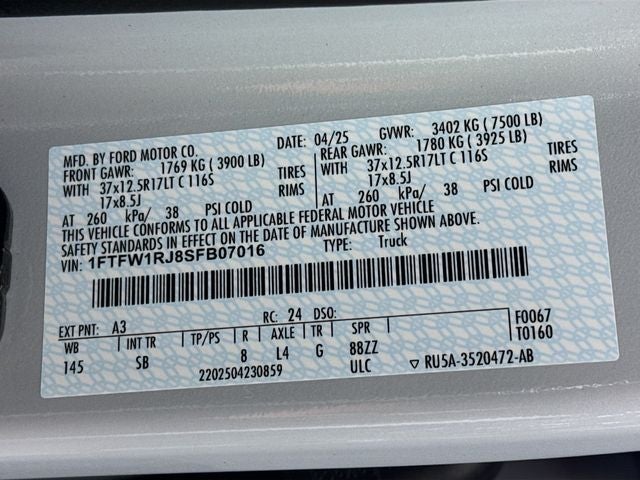 MFD. BY FORD MOTOR CO.
DATE: 04/25 GVWR: 3402 KG ( 7500 LB)
FRONT GAWR: 1769 KG ( 3900 LB)
REAR GAWR: 1780 KG ( 3925 LB)
WITH 37x12.5R17LT C 116S TIRES
37x12.5R17LT C 116S TIRES
17x8.5J RIMS
17x8.5J RIMS
AT 260 kPa/ 38 PSI COLD
AT 260 kPa/ 38 PSI COLD
THIS VEHICLE CONFORMS TO ALL APPLICABLE FEDERAL MOTOR VEHICLE
SAFETY STANDARDS IN EFFECT ON THE DATE OF MANUFACTURE SHOWN ABOVE.
VIN: 1FTFW1RJ8SFB07016 TYPE: Truck
EXT PNT: A3 RC: 24 DSO:
F0067
T0160
WB INT TR TP/PS R AXLE TR SPR
145 SB 8 L4 G 88ZZ
ULC
2202504230859
▽ RU5A-3520472-AB